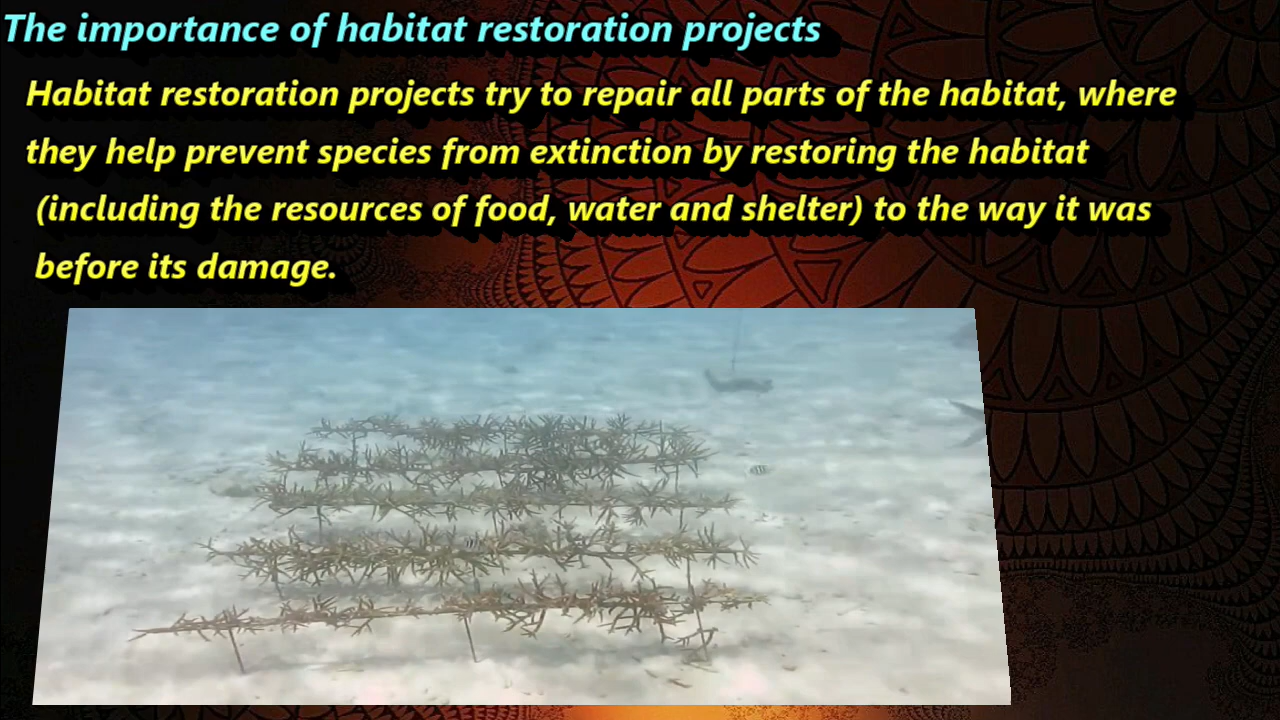 The importance of habitat restoration projects
Habitat restoration projects try to repair all parts of the habitat, where
they help prevent species from extinction by restoring the habitat
(including the resources of food, water and shelter) to the way it was
before its damage.